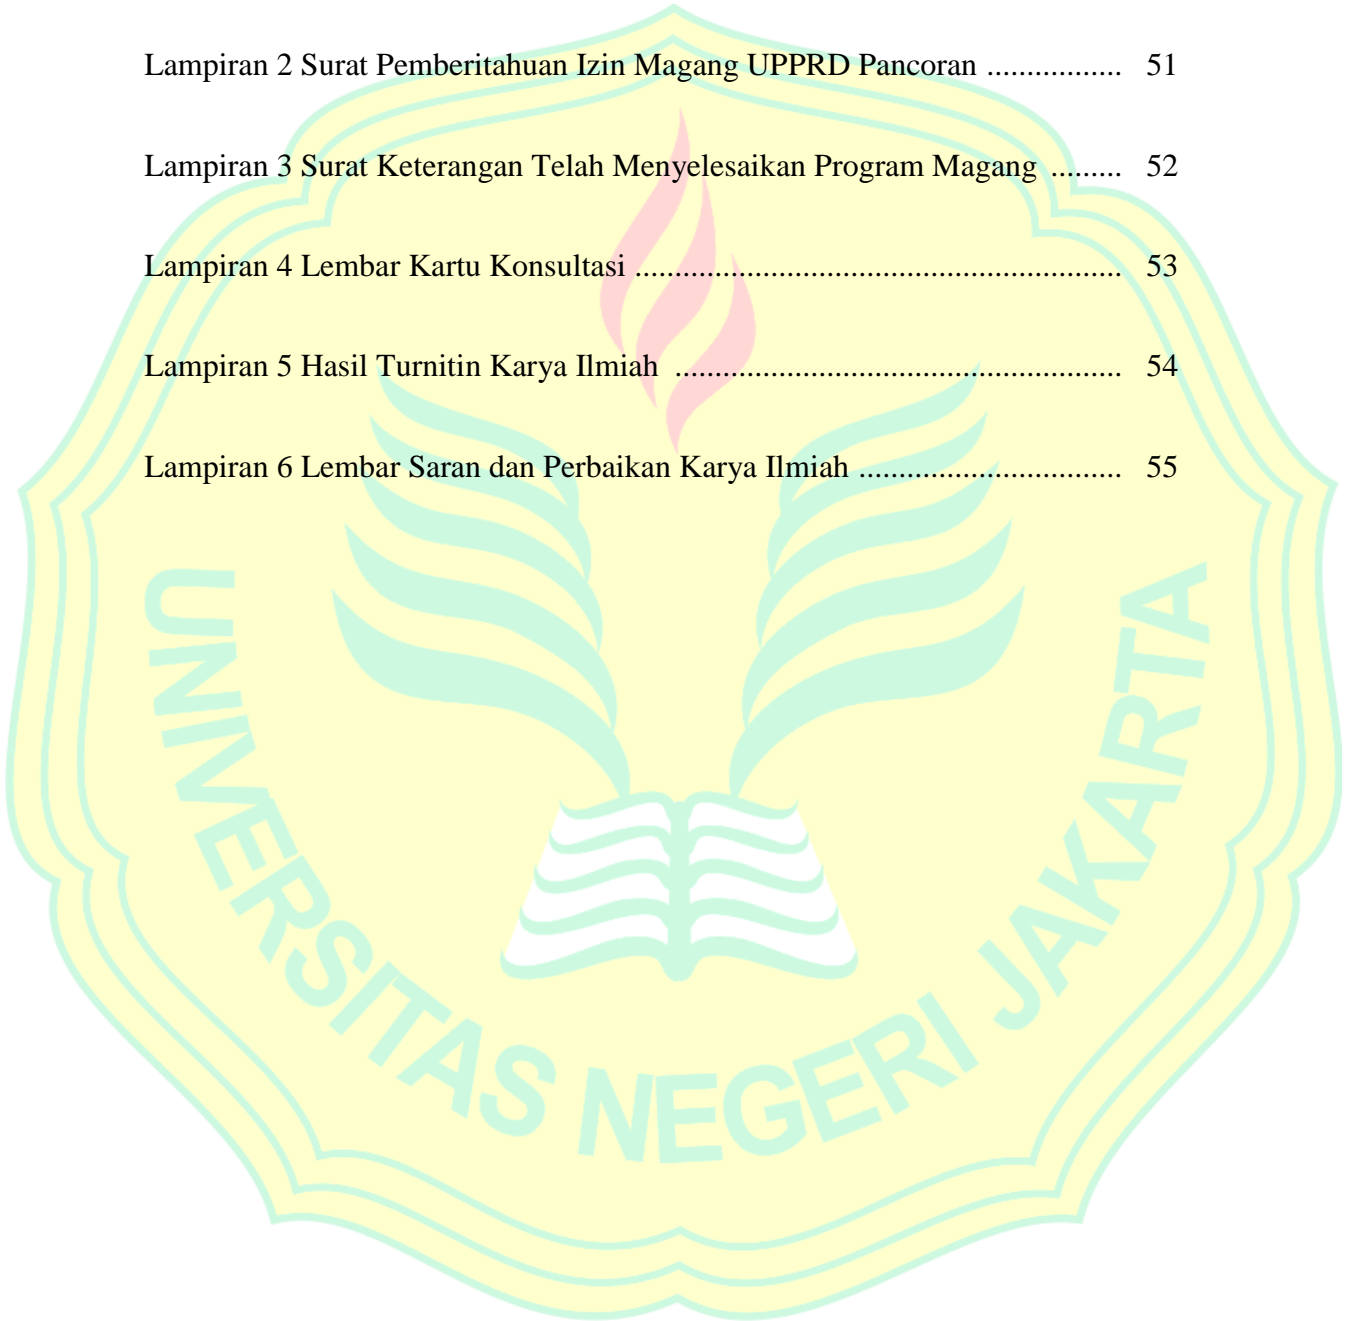 Lampiran 2 Surat Pemberitahuan Izin Magang UPPRD Pancoran ................. 51
Lampiran 3 Surat Keterangan Telah Menyelesaikan Program Magang ......... 52
Lampiran 4 Lembar Kartu Konsultasi ............................................................. 53
Lampiran 5 Hasil Turnitin Karya Ilmiah ........................................................ 54
Lampiran 6 Lembar Saran dan Perbaikan Karya Ilmiah ................................. 55
UNIVERSITAS NEGERI JAKARTA